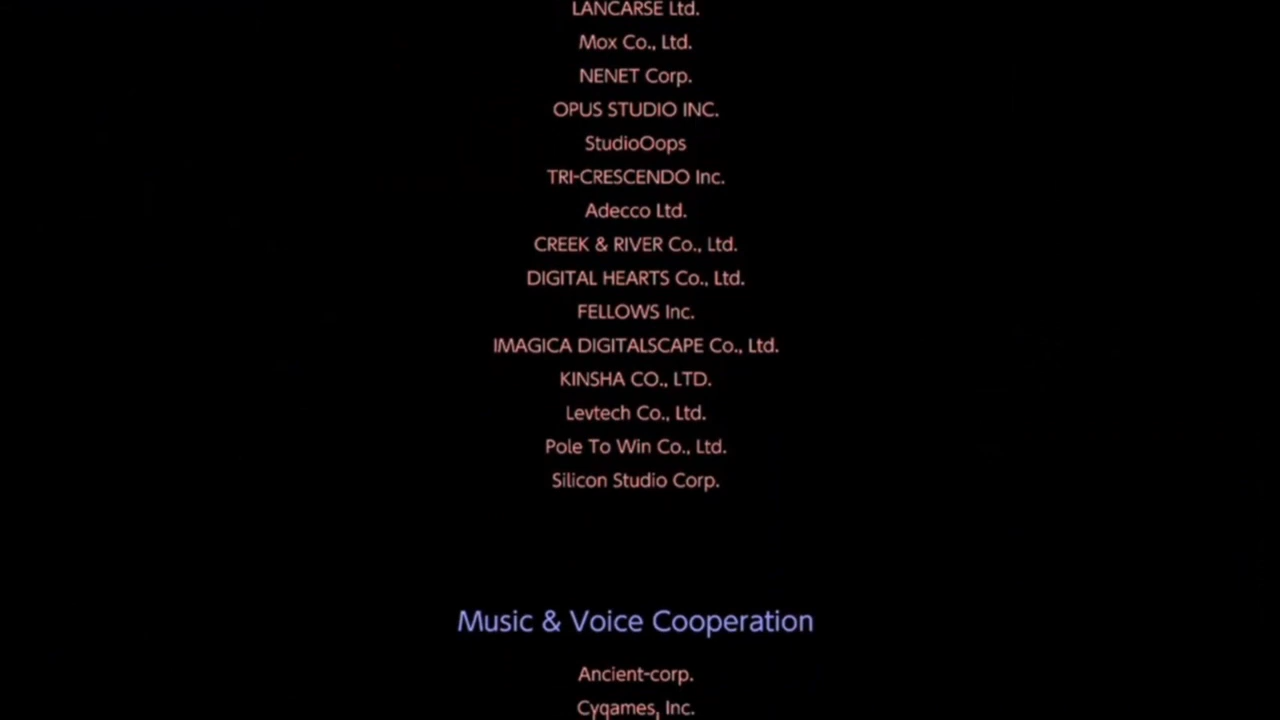 LANCARSE Ltd.
Mox Co., Ltd.
NENET Corp.
OPUS STUDIO INC.
StudioOops
TRI-CRESCENDO Inc.
Adecco Ltd.
CREEK & RIVER Co., Ltd.
DIGITAL HEARTS Co., Ltd.
FELLOWS Inc.
IMAGICA DIGITALSCAPE Co., Ltd.
KINSHA CO., LTD.
Levtech Co., Ltd.
Pole To Win Co., Ltd.
Silicon Studio Corp.
Music & Voice Cooperation
Ancient-corp.
Cygames, Inc.